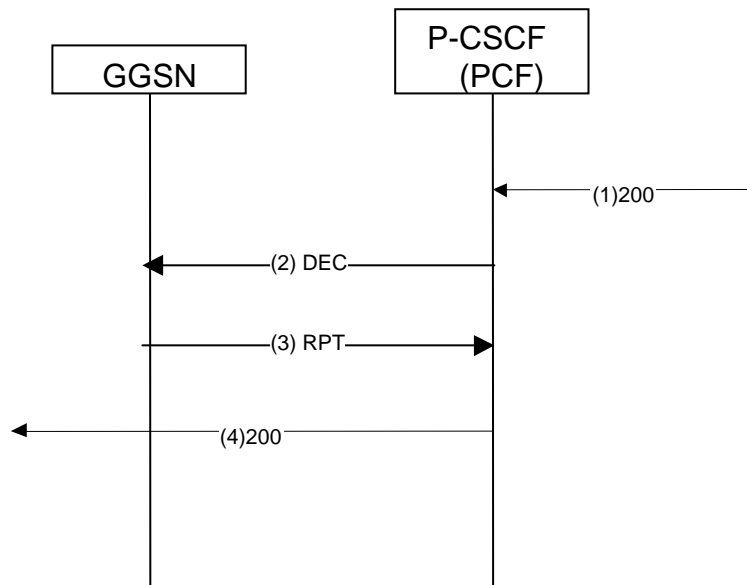 GGSN
P-CSCF
(PCF)
(1)200
(2) DEC
(3) RPT
(4)200